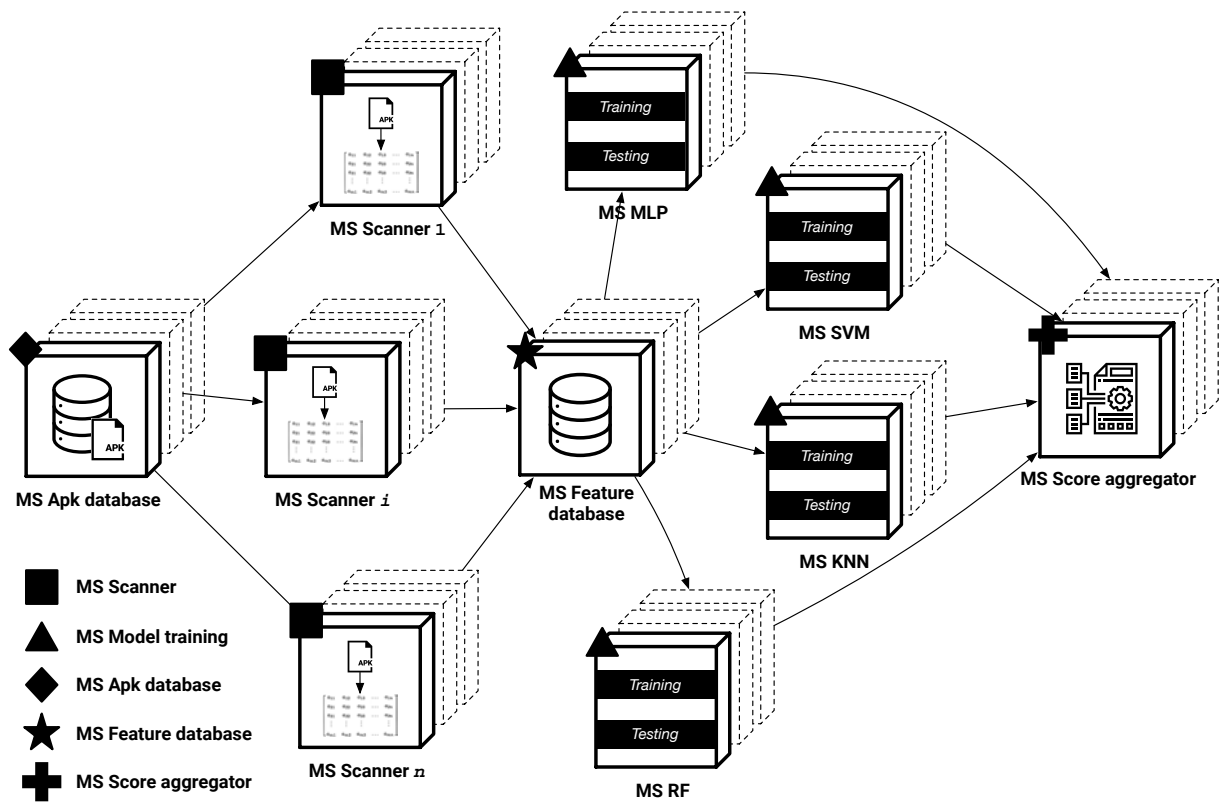 APK
MS Scanner 1
Training
Testing
MS MLP
Training
Testing
MS SVM
APK
MS Apk database
APK
MS Scanner i
MS Feature
database
Training
Testing
MS KNN
MS Score aggregator
APK
MS Scanner n
Training
Testing
MS RF
MS Scanner
MS Model training
MS Apk database
MS Feature database
MS Score aggregator